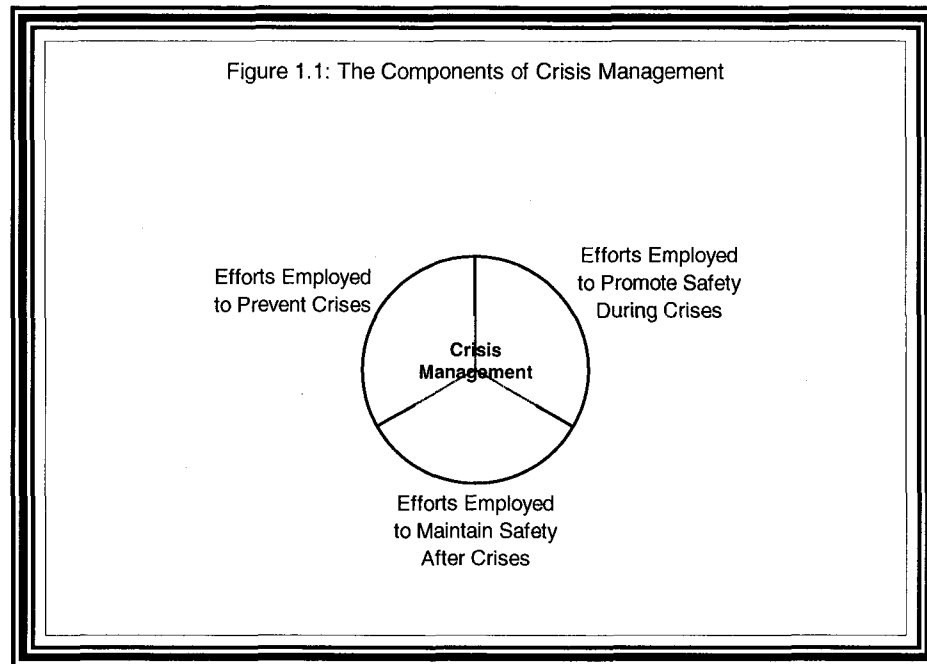 Figure 1.1: The Components of Crisis Management
Efforts Employed
to Prevent Crises
Efforts Employed
to Promote Safety
During Crises
Crisis
Management
Efforts Employed
to Maintain Safety
After Crises